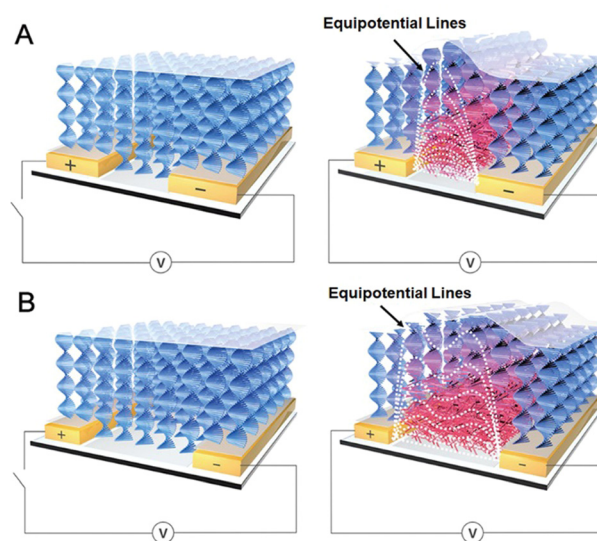 A
Equipotential Lines
+
−
+
−
V
V
B
Equipotential Lines
+
−
+
−
V
V